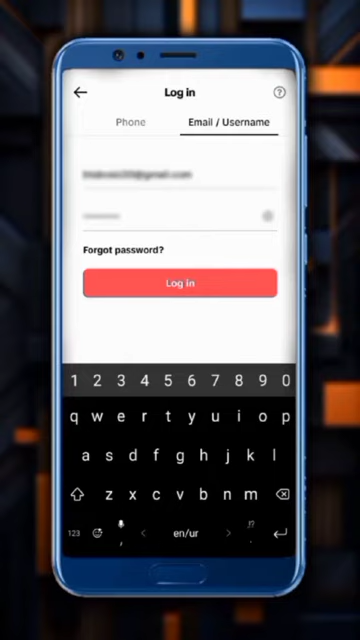 Log in
?
Phone
Email / Username
Forgot password?
Log in
1 2 3 4 5 6 7 8 9 0
q w e r t y u i o p
a s d f g h j k l
z x c v b n m
123 , < en/ur > .
!?